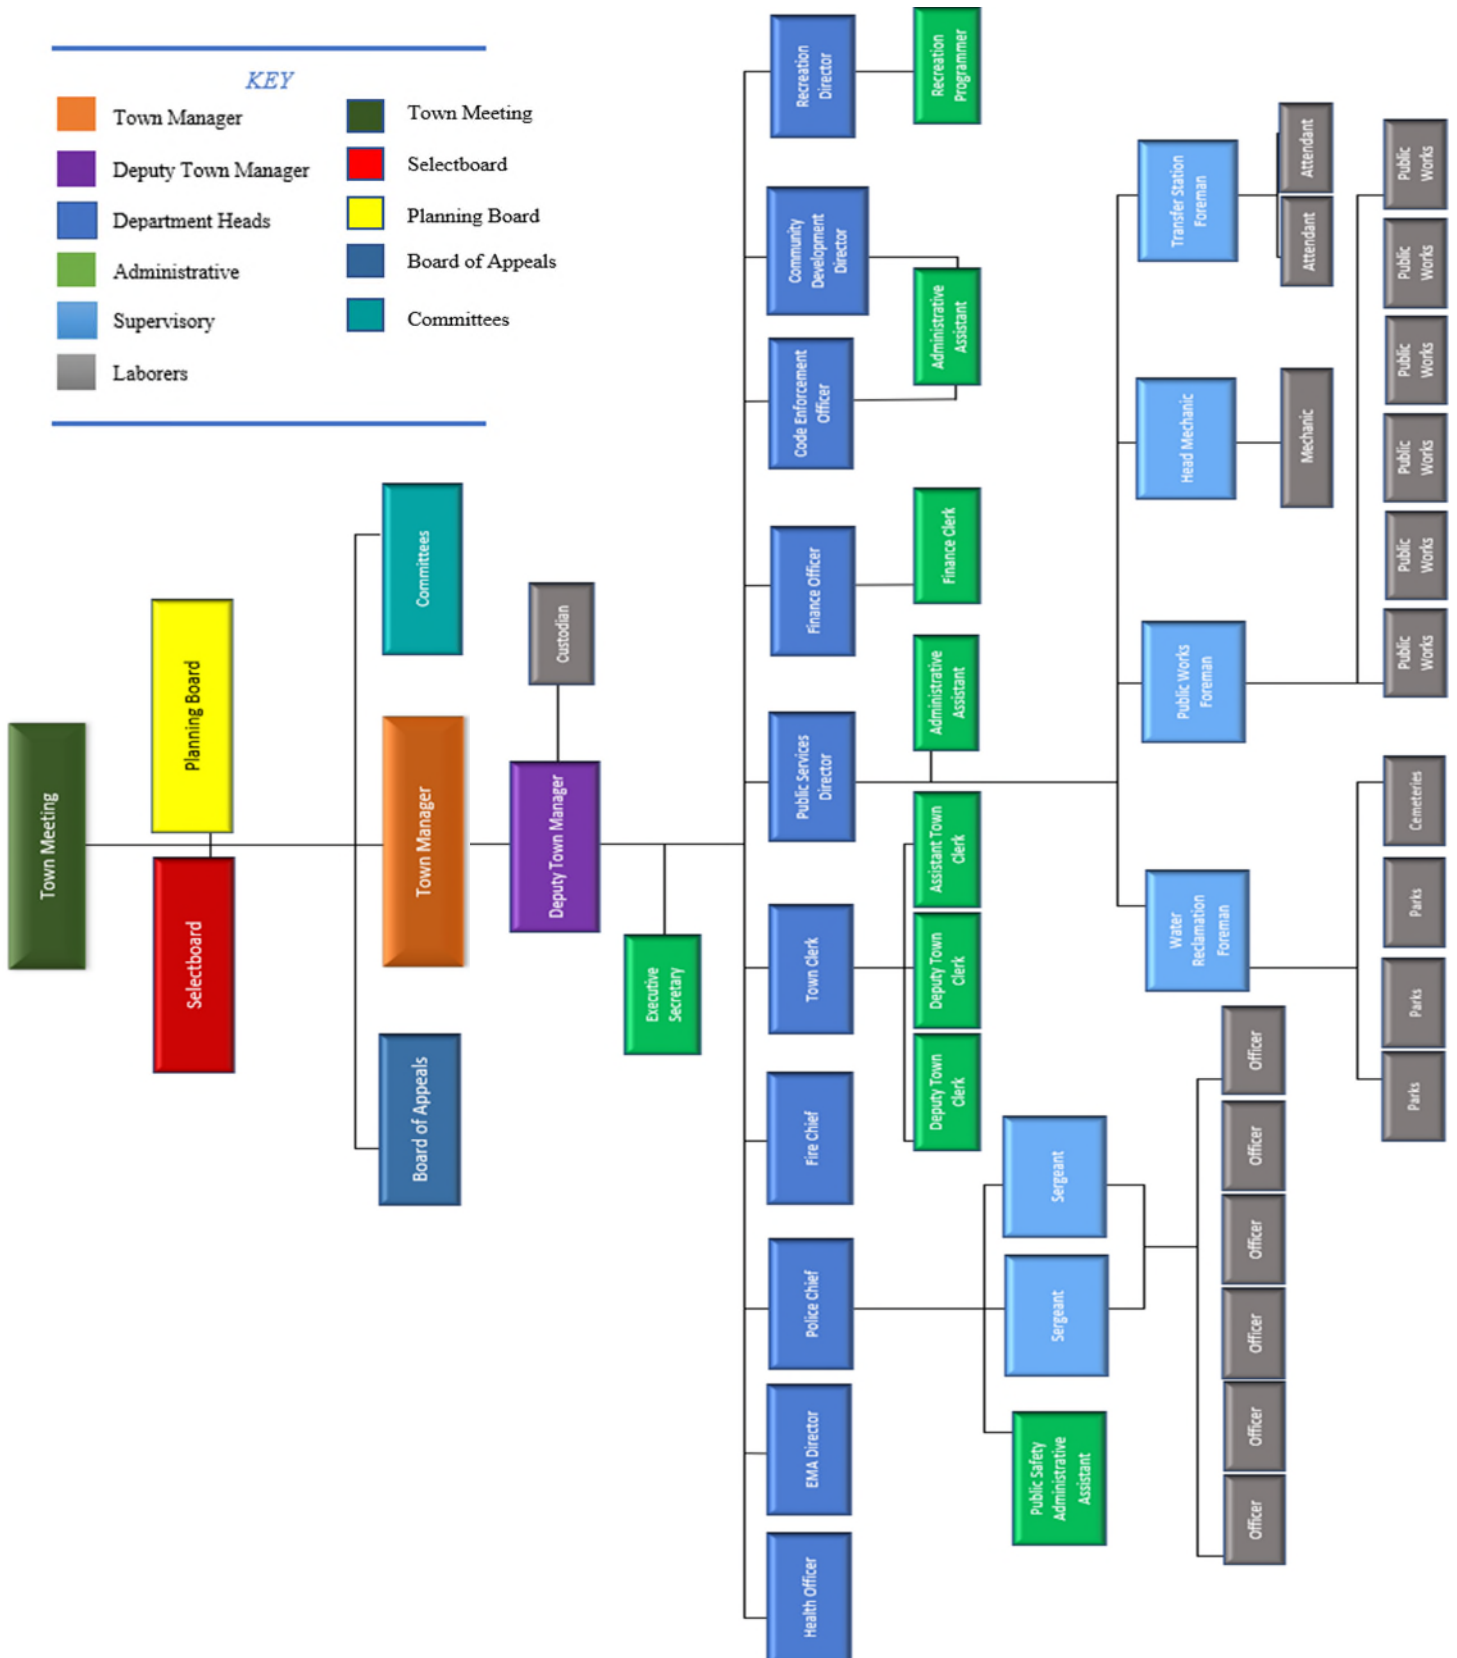 KEY
Town Manager
Deputy Town Manager
Department Heads
Administrative
Supervisory
Laborers
Town Meeting
Selectboard
Planning Board
Board of Appeals
Committees
Town Meeting
Selectboard
Planning Board
Board of Appeals
Town Manager
Committees
Deputy Town Manager
Custodian
Executive
Secretary
Health Officer
EMA Director
Police Chief
Fire Chief
Town Clerk
Public Services
Director
Finance Officer
Code Enforcement
Officer
Community
Development
Director
Recreation
Director
Deputy Town
Clerk
Deputy Town
Clerk
Assistant Town
Clerk
Administrative
Assistant
Finance Clerk
Administrative
Assistant
Recreation
Programmer
Public Safety
Administrative
Assistant
Sergeant
Sergeant
Water
Reclamation
Foreman
Public Works
Foreman
Head Mechanic
Transfer Station
Foreman
Officer
Officer
Officer
Officer
Officer
Officer
Mechanic
Attendant
Attendant
Parks
Parks
Parks
Cemeteries
Public
Works
Public
Works
Public
Works
Public
Works
Public
Works
Public
Works